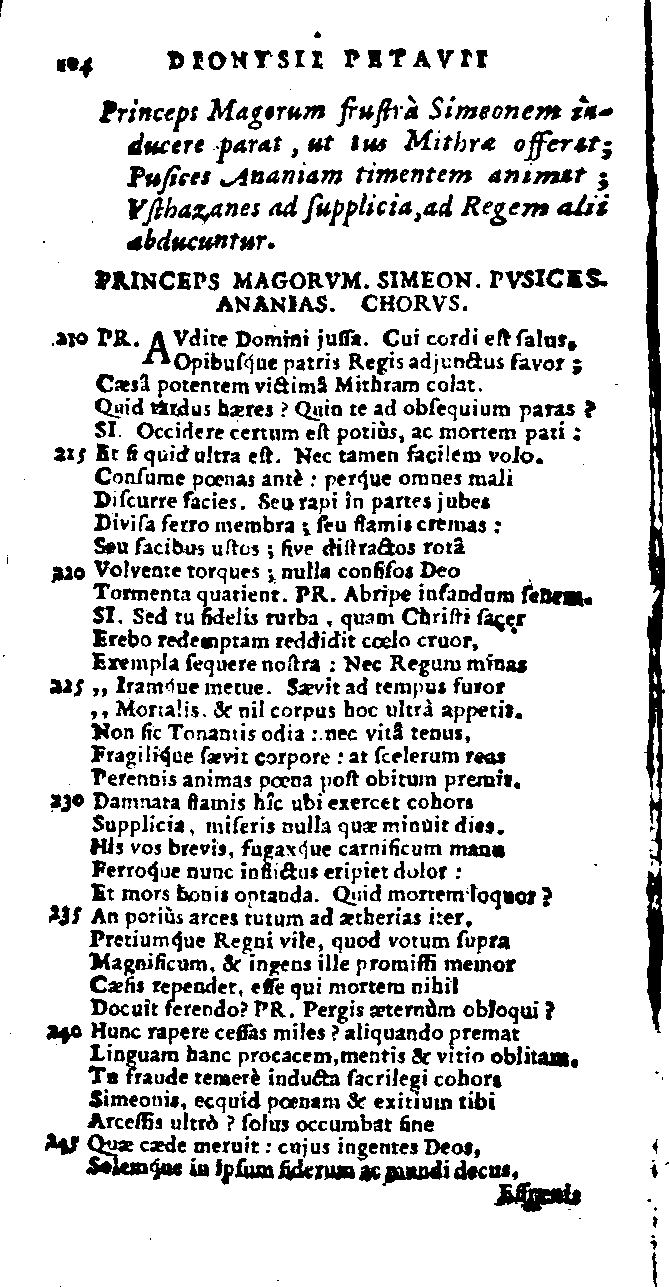 104 DIONYSII PETAVII
Princeps Magorum frustrà Simeonem in-
ducere parat, ut tus Mithræ offerat;
Pusices Ananiam timentem animat;
Vsthazanes ad supplicia, ad Regem alii
abducuntur.
PRINCEPS MAGORVM. SIMEON. PVSICES.
ANANIAS. CHORVS.
210 PR. AVdite Domini jussa. Cui cordi est salus,
Opibusque patris Regis adjunctus favor;
Cæsâ potentem victimâ Mithram colat.
Quid tardus hæres? Quin te ad obsequium paras?
SI. Occidere certum est potiùs, ac mortem pati:
215 Et si quid ultra est. Nec tamen facilem volo.
Consume pœnas antè: perque omnes mali
Discurre facies. Seu rapi in partes jubes
Divisa ferro membra; seu flamis cremas:
Seu facibus ustos; sive distractos rotâ
220 Volvente torques; nulla confisos Deo
Tormenta quatient. PR. Abripe infandum senem.
SI. Sed tu fidelis turba, quam Christi sacer
Erebo redemptam reddidit cœlo cruor,
Exempla sequere nostra: Nec Regum minas
225 ,, Iramque metue. Sævit ad tempus furor
,, Mortalis. & nil corpus hoc ultrà appetit.
Non sic Tonantis odia: nec vitâ tenus,
Fragilique sævit corpore: at scelerum reas
Perennis animas pœna post obitum premit.
230 Damnata flamis hîc ubi exercet cohors
Supplicia, miseris nulla quæ minuit dies.
His vos brevis, fugaxque carnificum manu
Ferroque nunc inflictus eripiet dolor:
Et mors bonis optanda. Quid mortem loquor?
235 An potiùs arces tutum ad ætherias iter,
Pretiumque Regni vile, quod votum supra
Magnificum, & ingens ille promissi memor
Cæsis rependet, esse qui mortem nihil
Docuit ferendo? PR. Pergis æternùm obloqui?
240 Hunc rapere cessas miles? aliquando premat
Linguam hanc procacem, mentis & vitio oblitam.
Tu fraude temerè inducta sacrilegi cohors
Simeonis, ecquid pœnam & exitium tibi
Arcessis ultrò? solus occumbat sine
245 Quæ cæde meruit: cujus ingentes Deos,
Solemque in ipsum siderum ac mundi decus,